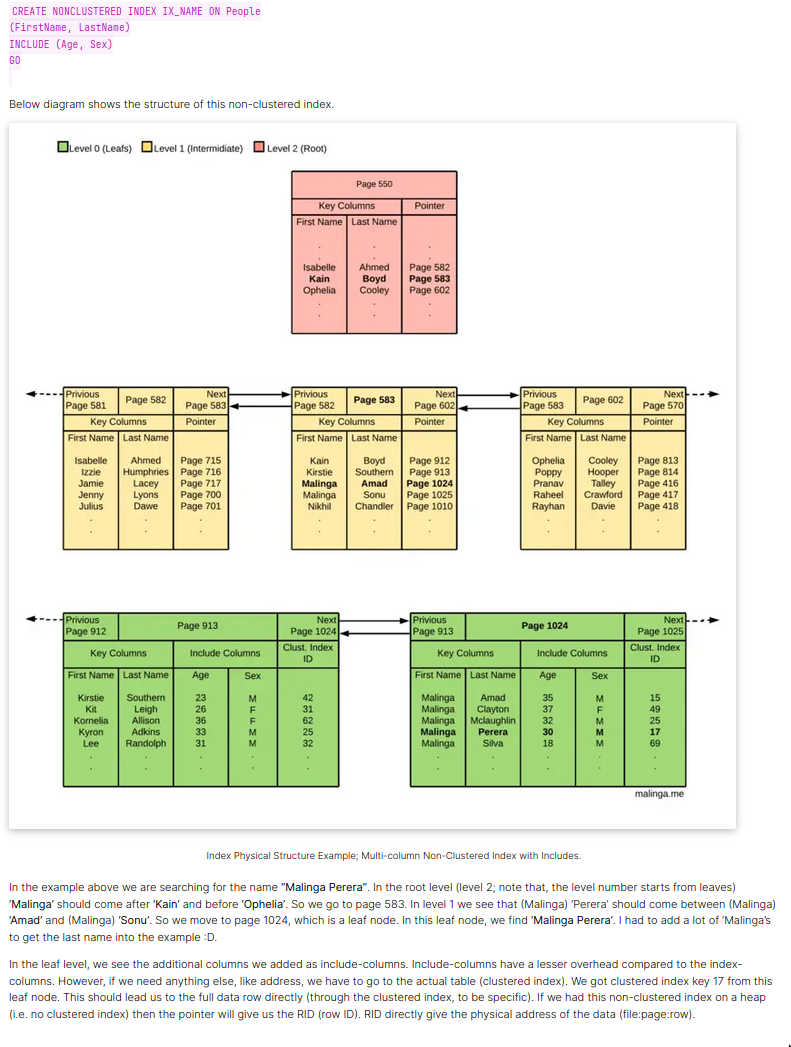 CREATE NONCLUSTERED INDEX IX_NAME ON People
(FirstName, LastName)
INCLUDE (Age, Sex)
GO
Below diagram shows the structure of this non-clustered index.
Level 0 (Leafs) Level 1 (Intermidiate) Level 2 (Root)
Page 550
Key Columns Pointer
First Name Last Name
. . .
. . .
Isabelle Ahmed Page 582
Kain Boyd Page 583
Ophelia Cooley Page 602
. . .
. . .
Privious Page 581 Page 582 Next Page 583
Key Columns Pointer
First Name Last Name
Isabelle Ahmed Page 715
Izzie Humphries Page 716
Jamie Lacey Page 717
Jenny Lyons Page 700
Julius Dawe Page 701
. . .
. . .
Privious Page 582 Page 583 Next Page 602
Key Columns Pointer
First Name Last Name
Kain Boyd Page 912
Kirstie Southern Page 913
Malinga Amad Page 1024
Malinga Sonu Page 1025
Nikhil Chandler Page 1010
. . .
. . .
Privious Page 583 Page 602 Next Page 570
Key Columns Pointer
First Name Last Name
Ophelia Cooley Page 813
Poppy Hooper Page 814
Pranav Talley Page 416
Raheel Crawford Page 417
Rayhan Davie Page 418
. . .
. . .
Privious Page 912 Page 913 Next Page 1024
Key Columns Include Columns Clust. Index ID
First Name Last Name Age Sex
Kirstie Southern 23 M 42
Kit Leigh 26 F 31
Kornelia Allison 36 F 62
Kyron Adkins 33 M 25
Lee Randolph 31 M 32
. . . . .
. . . . .
Privious Page 913 Page 1024 Next Page 1025
Key Columns Include Columns Clust. Index ID
First Name Last Name Age Sex
Malinga Amad 35 M 15
Malinga Clayton 37 F 49
Malinga Mclaughlin 32 M 25
Malinga Perera 30 M 17
Malinga Silva 18 M 69
. . . . .
. . . . .
malinga.me
Index Physical Structure Example; Multi-column Non-Clustered Index with Includes.
In the example above we are searching for the name “Malinga Perera”. In the root level (level 2; note that, the level number starts from leaves)
‘Malinga’ should come after ‘Kain’ and before ‘Ophelia’. So we go to page 583. In level 1 we see that (Malinga) ‘Perera’ should come between (Malinga)
‘Amad’ and (Malinga) ‘Sonu’. So we move to page 1024, which is a leaf node. In this leaf node, we find ‘Malinga Perera’. I had to add a lot of ‘Malinga’s
to get the last name into the example :D.
In the leaf level, we see the additional columns we added as include-columns. Include-columns have a lesser overhead compared to the index-
columns. However, if we need anything else, like address, we have to go to the actual table (clustered index). We got clustered index key 17 from this
leaf node. This should lead us to the full data row directly (through the clustered index, to be specific). If we had this non-clustered index on a heap
(i.e. no clustered index) then the pointer will give us the RID (row ID). RID directly give the physical address of the data (file:page:row).